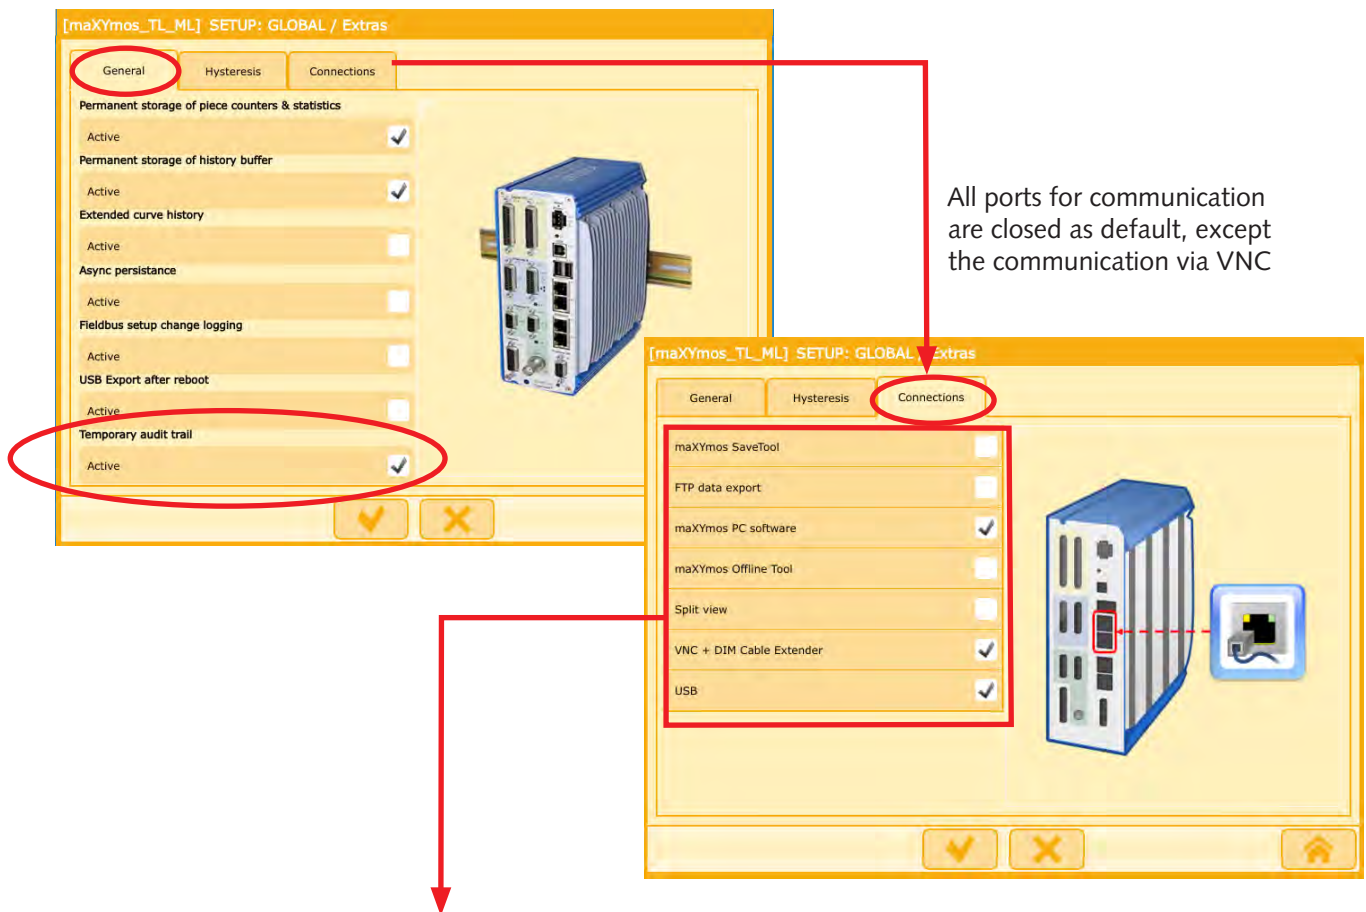 [maXYmos_TL_ML] SETUP: GLOBAL / Extras
General
Hysteresis
Connections
Permanent storage of piece counters & statistics
Active
Permanent storage of history buffer
Active
Extended curve history
Active
Async persistance
Active
Fieldbus setup change logging
Active
USB Export after reboot
Active
Temporary audit trail
Active
All ports for communication
are closed as default, except
the communication via VNC
[maXYmos_TL_ML] SETUP: GLOBAL / Extras
General
Hysteresis
Connections
maXYmos SaveTool
FTP data export
maXYmos PC software
maXYmos Offline Tool
Split view
VNC + DIM Cable Extender
USB